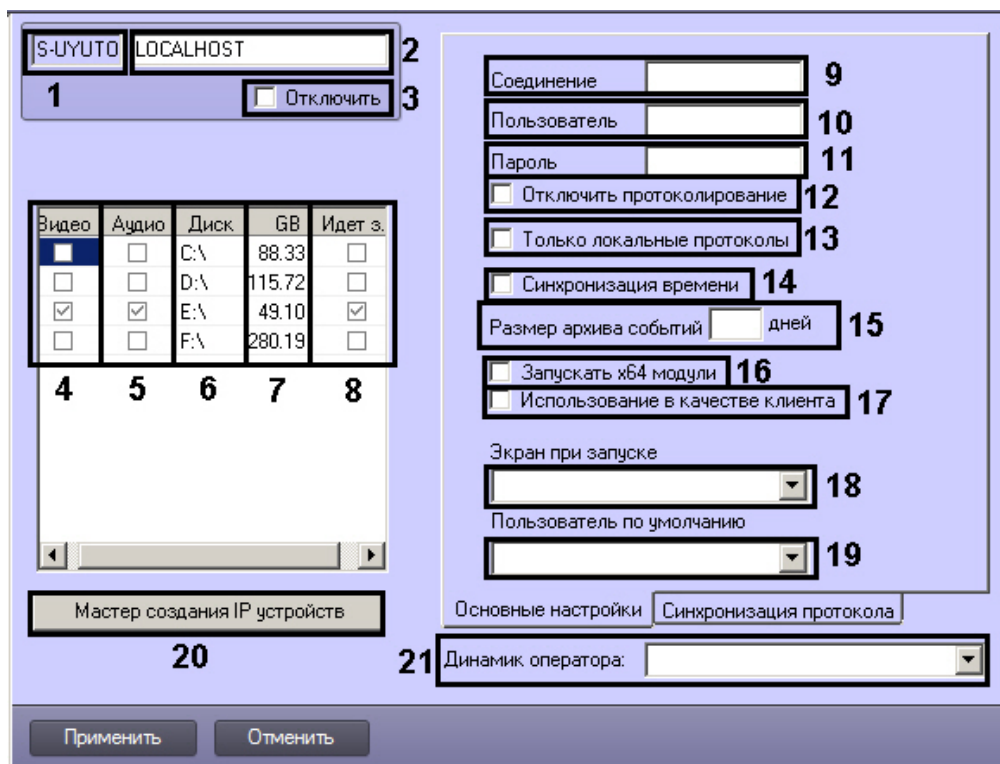 S-UYUTO LOCALHOST 2
1 Отключить 3
Видео Аудио Диск GB Идет з.
C:\ 88.33
D:\ 115.72
E:\ 49.10
F:\ 280.19
4 5 6 7 8
Мастер создания IP устройств
20
Соединение 9
Пользователь 10
Пароль 11
Отключить протоколирование 12
Только локальные протоколы 13
Синхронизация времени 14
Размер архива событий дней 15
Запускать x64 модули 16
Использование в качестве клиента 17
Экран при запуске
18
Пользователь по умолчанию
19
Основные настройки Синхронизация протокола
21 Динамик оператора:
Применить Отменить